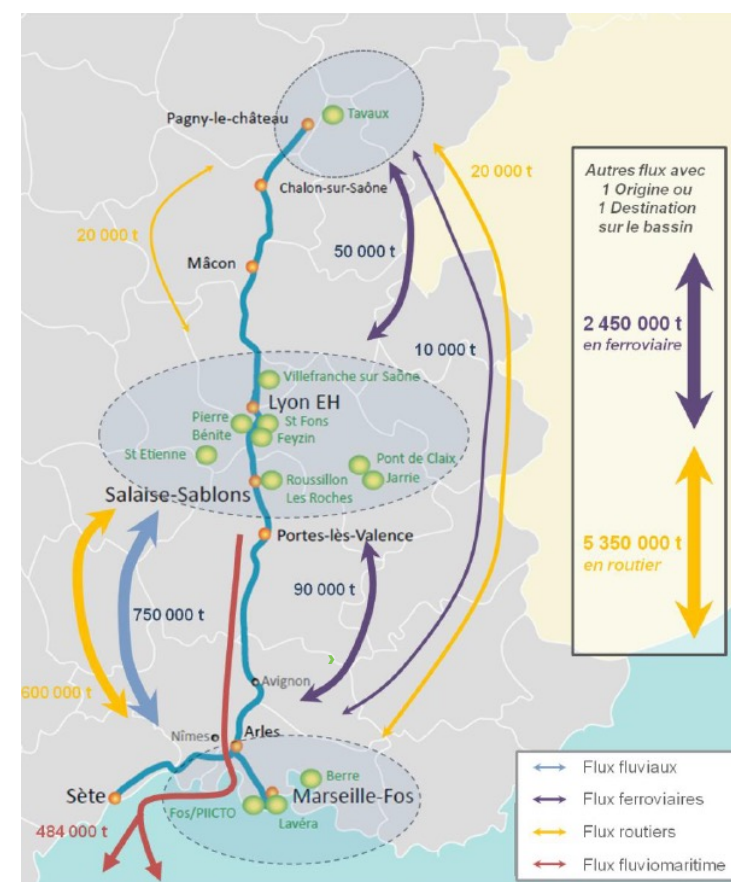 Pagny-le-château
Tavaux
Chalon-sur-Saône
20 000 t
20 000 t
50 000 t
Mâcon
10 000 t
Villefranche sur Saône
Lyon EH
Pierre
Bénite
St Fons
Feyzin
St Etienne
Pont de Claix
Jarrie
Roussillon
Les Roches
Salaise-Sablons
Portes-lès-Valence
750 000 t
90 000 t
600 000 t
Avignon
Nîmes
Arles
Berre
Sète
Marseille-Fos
Fos/PIICTO
Lavéra
484 000 t
Autres flux avec
1 Origine ou
1 Destination
sur le bassin
2 450 000 t
en ferroviaire
5 350 000 t
en routier
Flux fluviaux
Flux ferroviaires
Flux routiers
Flux fluviomaritime